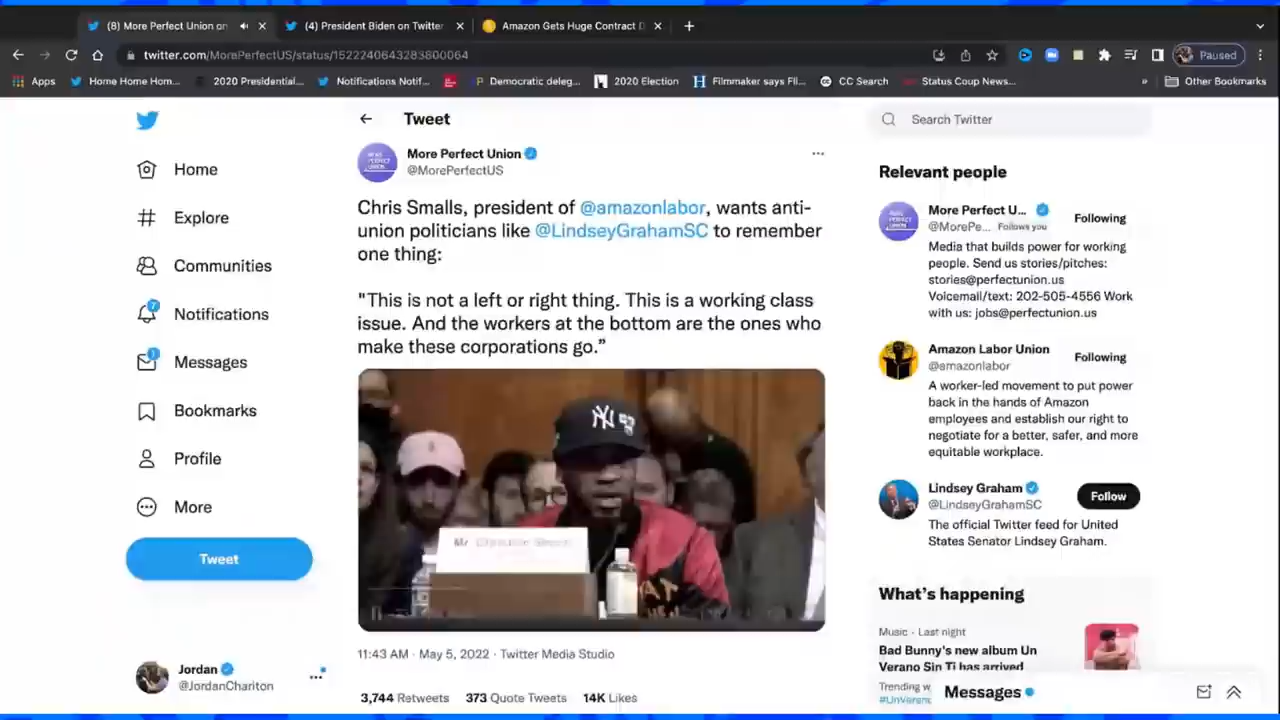 (8) More Perfect Union on
(4) President Biden on Twitter
Amazon Gets Huge Contract D
twitter.com/MorePerfectUS/status/1522240643283800064
Paused
Apps
Home Home Hom...
2020 Presidential...
Notifications Notif...
Democratic deleg...
2020 Election
Filmmaker says Fli...
CC Search
Status Coup News...
»
Other Bookmarks
Home
Explore
Communities
7
Notifications
1
Messages
Bookmarks
Profile
More
Tweet
Jordan
@JordanChariton
Tweet
More Perfect Union
@MorePerfectUS
Chris Smalls, president of @amazonlabor, wants anti-
union politicians like @LindseyGrahamSC to remember
one thing:
"This is not a left or right thing. This is a working class
issue. And the workers at the bottom are the ones who
make these corporations go.”
NY
11:43 AM · May 5, 2022 · Twitter Media Studio
3,744 Retweets 373 Quote Tweets 14K Likes
Search Twitter
Relevant people
More Perfect U...
@MorePe... Follows you
Following
Media that builds power for working
people. Send us stories/pitches:
stories@perfectunion.us
Voicemail/text: 202-505-4556 Work
with us: jobs@perfectunion.us
Amazon Labor Union
@amazonlabor
Following
A worker-led movement to put power
back in the hands of Amazon
employees and establish our right to
negotiate for a better, safer, and more
equitable workplace.
Lindsey Graham
@LindseyGrahamSC
Follow
The official Twitter feed for United
States Senator Lindsey Graham.
What's happening
Music · Last night
Bad Bunny's new album Un
Verano Sin Ti has arrived
Trending w
#UnVeran
Messages